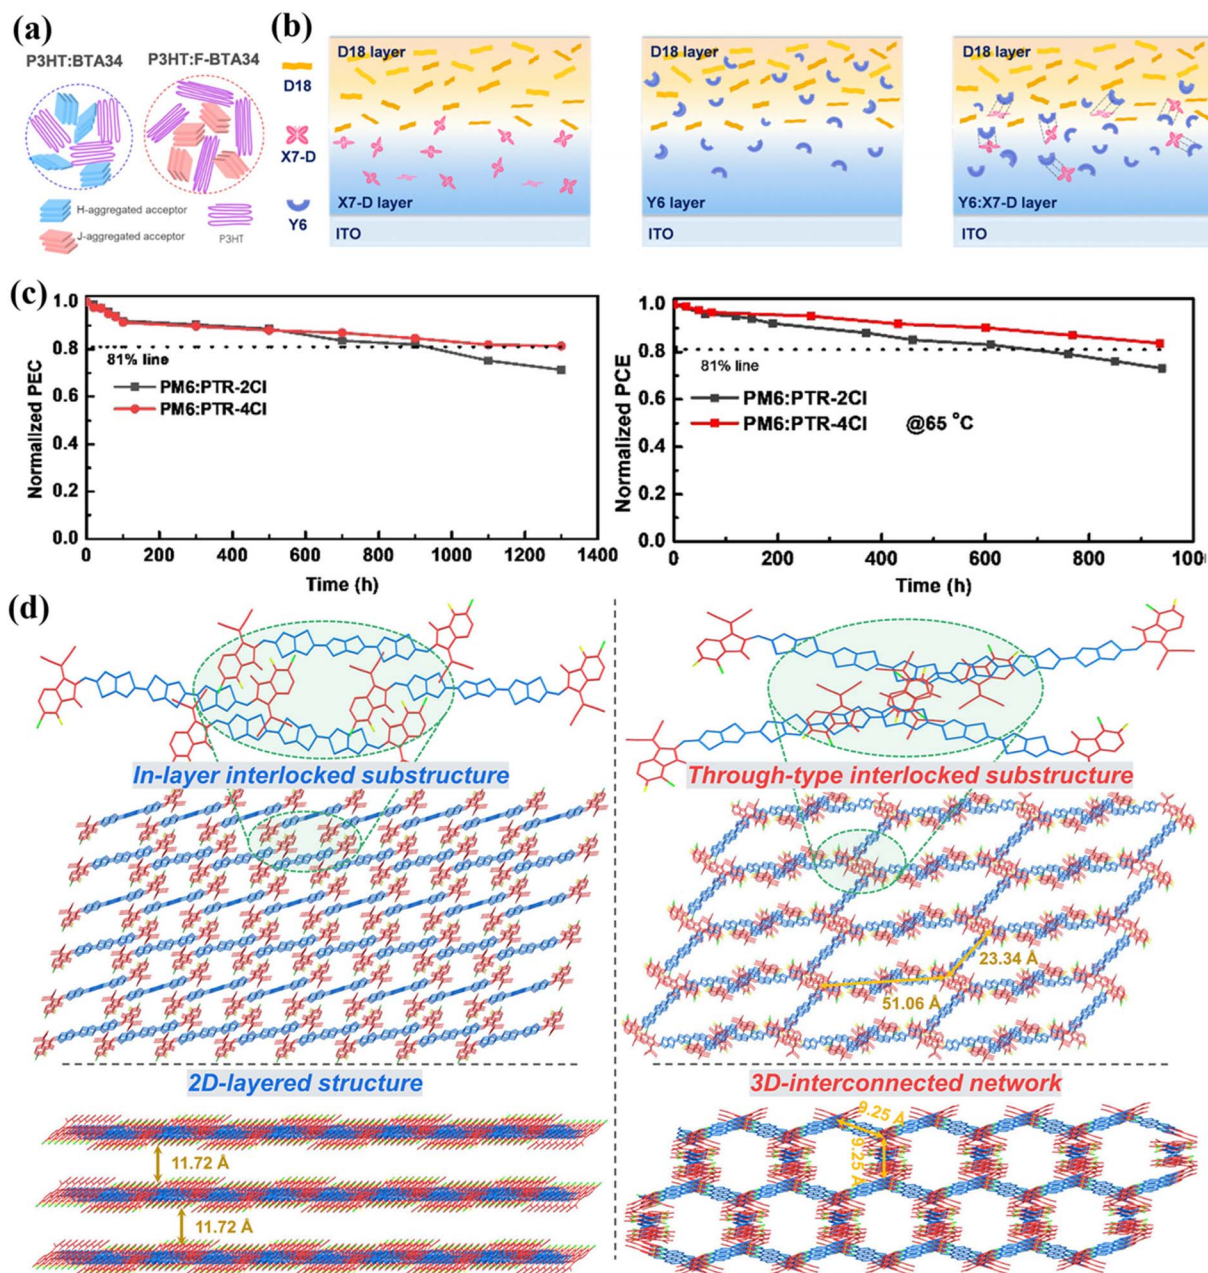 (a)
P3HT:BTA34
P3HT:F-BTA34
H-aggregated acceptor
J-aggregated acceptor
P3HT
(b)
D18
X7-D
Y6
D18 layer
X7-D layer
ITO
D18 layer
Y6 layer
ITO
D18 layer
Y6:X7-D layer
ITO
(c)
Normalized PEC
1.0
0.8
0.6
0.4
0.2
0.0
81% line
PM6:PTR-2Cl
PM6:PTR-4Cl
0 200 400 600 800 1000 1200 1400
Time (h)
Normalized PCE
1.0
0.8
0.6
0.4
0.2
0.0
81% line
PM6:PTR-2Cl
PM6:PTR-4Cl @65 °C
0 200 400 600 800 100
Time (h)
(d)
In-layer interlocked substructure
Through-type interlocked substructure
23.34 Å
51.06 Å
2D-layered structure
11.72 Å
11.72 Å
3D-interconnected network
9.25 Å
9.25 Å